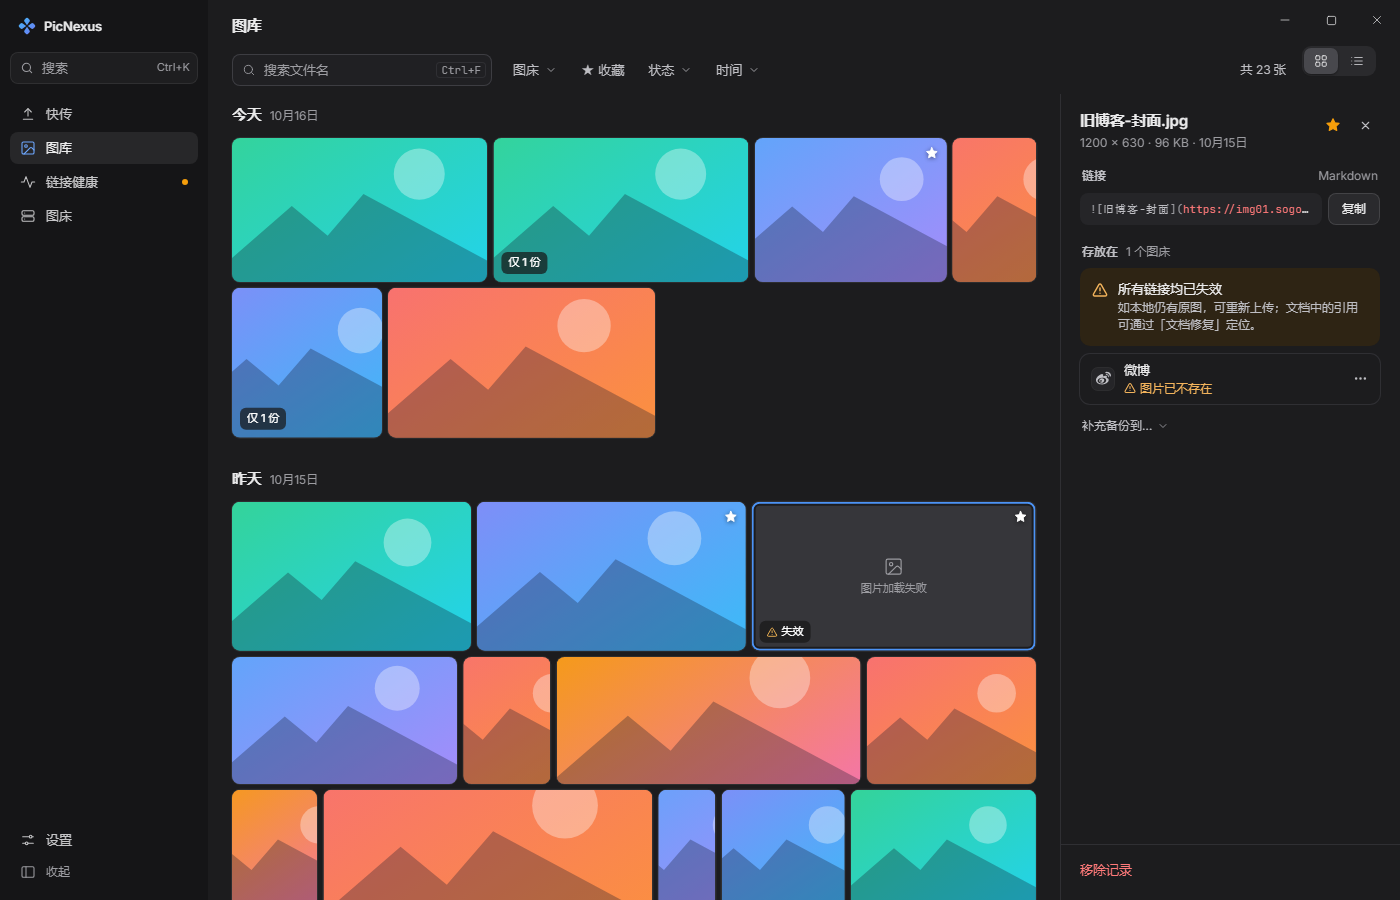 PicNexus
搜索 Ctrl+K
快传
图库
链接健康
图床
设置
收起
图库
搜索文件名 Ctrl+F
图床
★ 收藏
状态
时间
共 23 张
今天 10月16日
仅 1 份
仅 1 份
昨天 10月15日
图片加载失败
失效
旧博客-封面.jpg
1200 × 630 · 96 KB · 10月15日
链接 Markdown
![旧博客-封面](https://img01.sogo…
复制
存放在 1 个图床
所有链接均已失效
如本地仍有原图，可重新上传；文档中的引用
可通过「文档修复」定位。
微博
图片已不存在
补充备份到...
移除记录